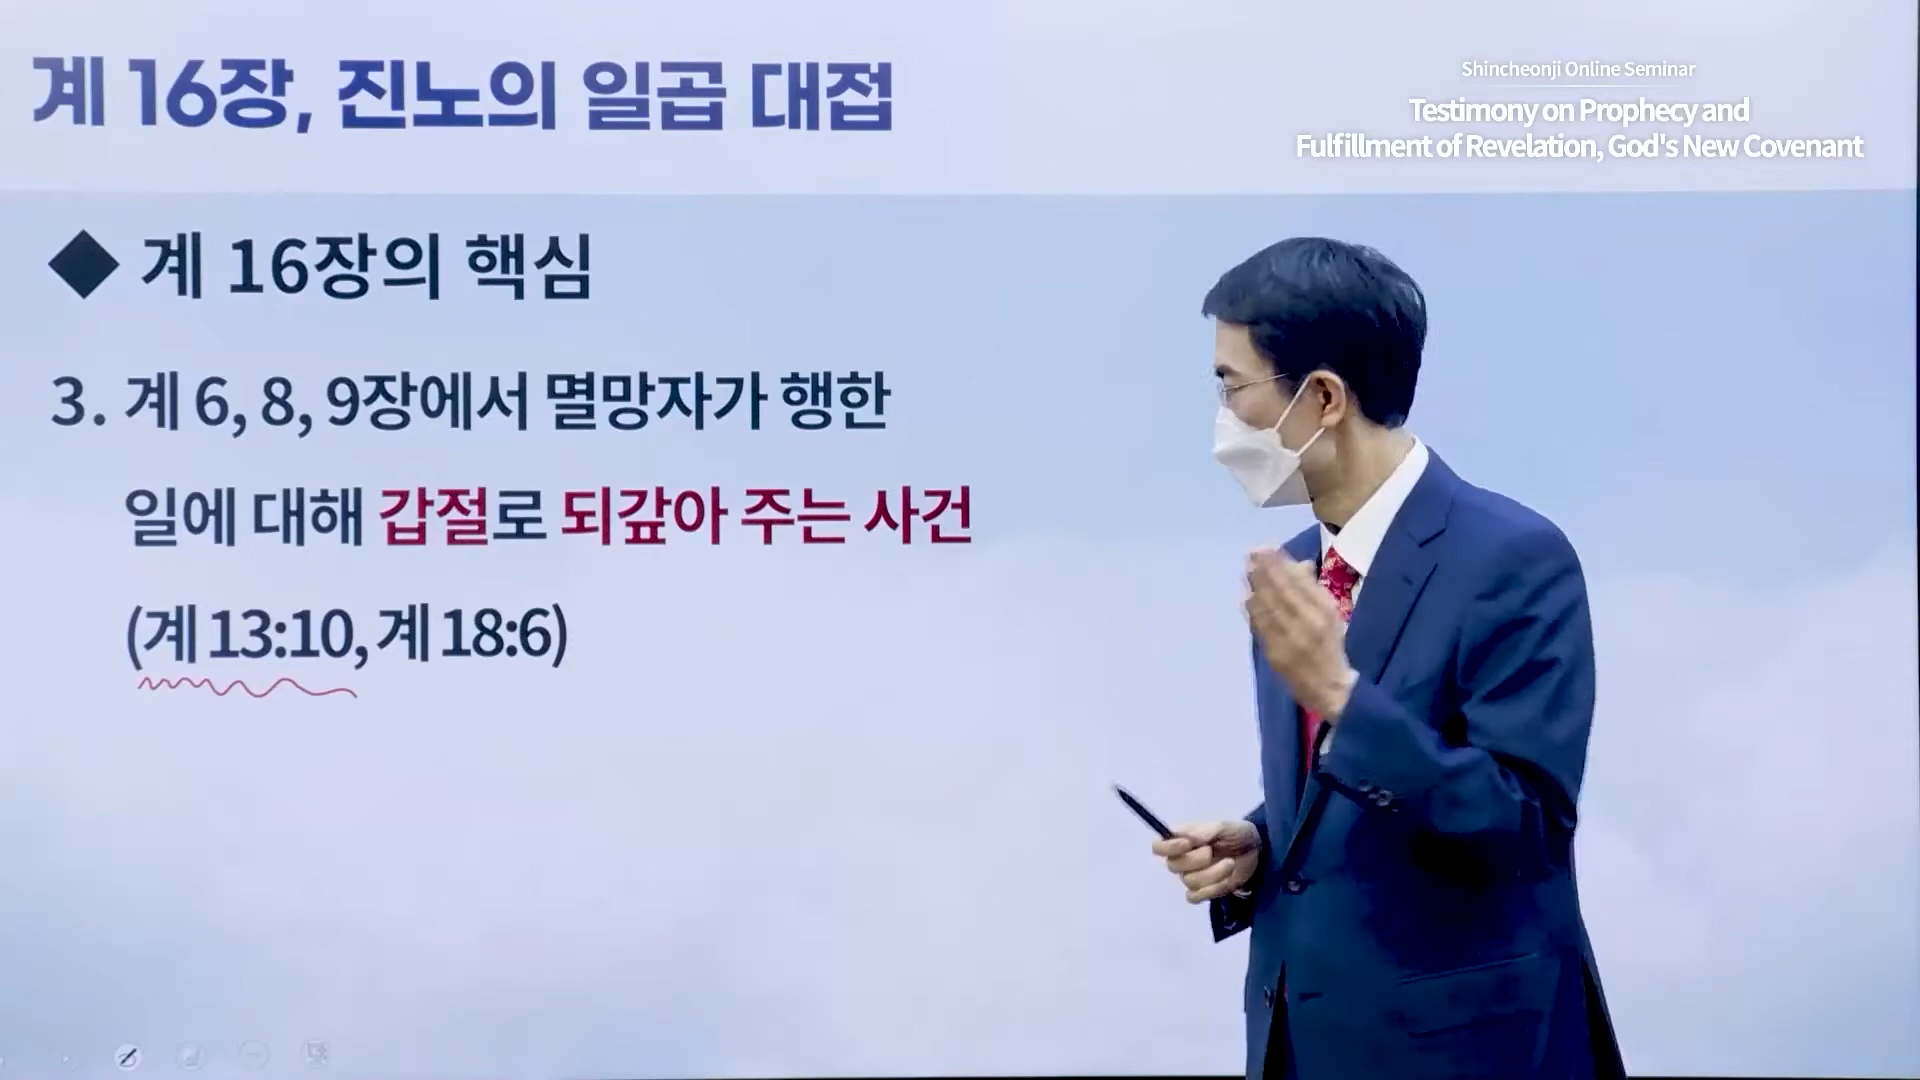 계 16장, 진노의 일곱 대접
Shincheonji Online Seminar
Testimony on Prophecy and
Fulfillment of Revelation, God's New Covenant
◆ 계 16장의 핵심
3. 계 6, 8, 9장에서 멸망자가 행한
일에 대해 갑절로 되갚아 주는 사건
(계 13:10, 계 18:6)